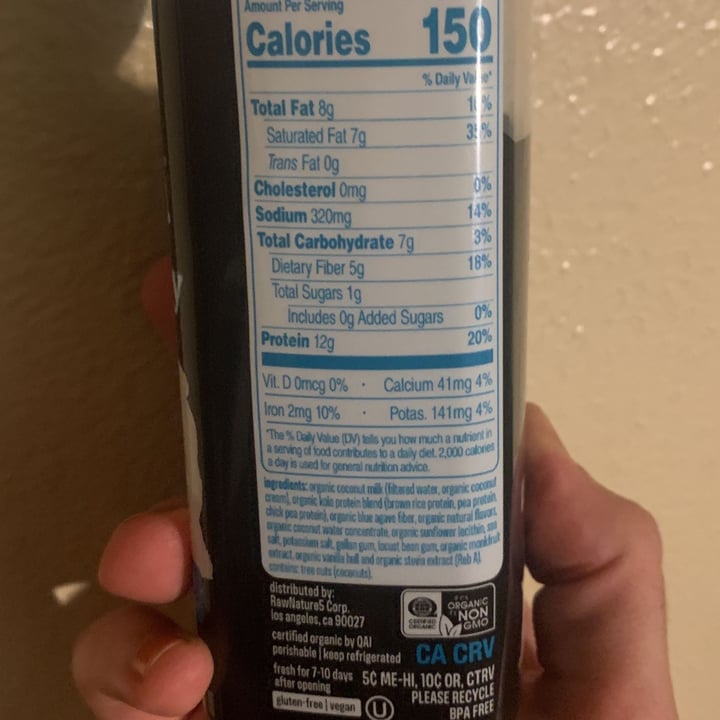 Amount Per Serving
Calories 150
% Daily Value*
Total Fat 8g 10%
Saturated Fat 7g 35%
Trans Fat 0g
Cholesterol 0mg 0%
Sodium 320mg 14%
Total Carbohydrate 7g 3%
Dietary Fiber 5g 18%
Total Sugars 1g
Includes 0g Added Sugars 0%
Protein 12g 20%
Vit. D 0mcg 0% · Calcium 41mg 4%
Iron 2mg 10% · Potas. 141mg 4%
*The % Daily Value (DV) tells you how much a nutrient in
a serving of food contributes to a daily diet. 2,000 calories
a day is used for general nutrition advice.
ingredients: organic coconut milk (filtered water, organic coconut
cream), organic koia protein blend (brown rice protein, pea protein,
chick pea protein), organic blue agave fiber, organic natural flavors,
organic coconut water concentrate, organic sunflower lecithin, sea
salt, potassium salt, gellan gum, locust bean gum, organic monkfruit
extract, organic vanilla bull and organic stevia extract (Reb A).
contains: tree nuts (coconuts).
distributed by:
RawNature5 Corp.
los angeles, ca 90027
CERTIFIED
ORGANIC
ORGANIC
IS
NON
GMO
certified organic by QAI
perishable | keep refrigerated
CA CRV
fresh for 7-10 days
after opening
5¢ ME-HI, 10¢ OR, CTRV
PLEASE RECYCLE
BPA FREE
gluten-free | vegan
U